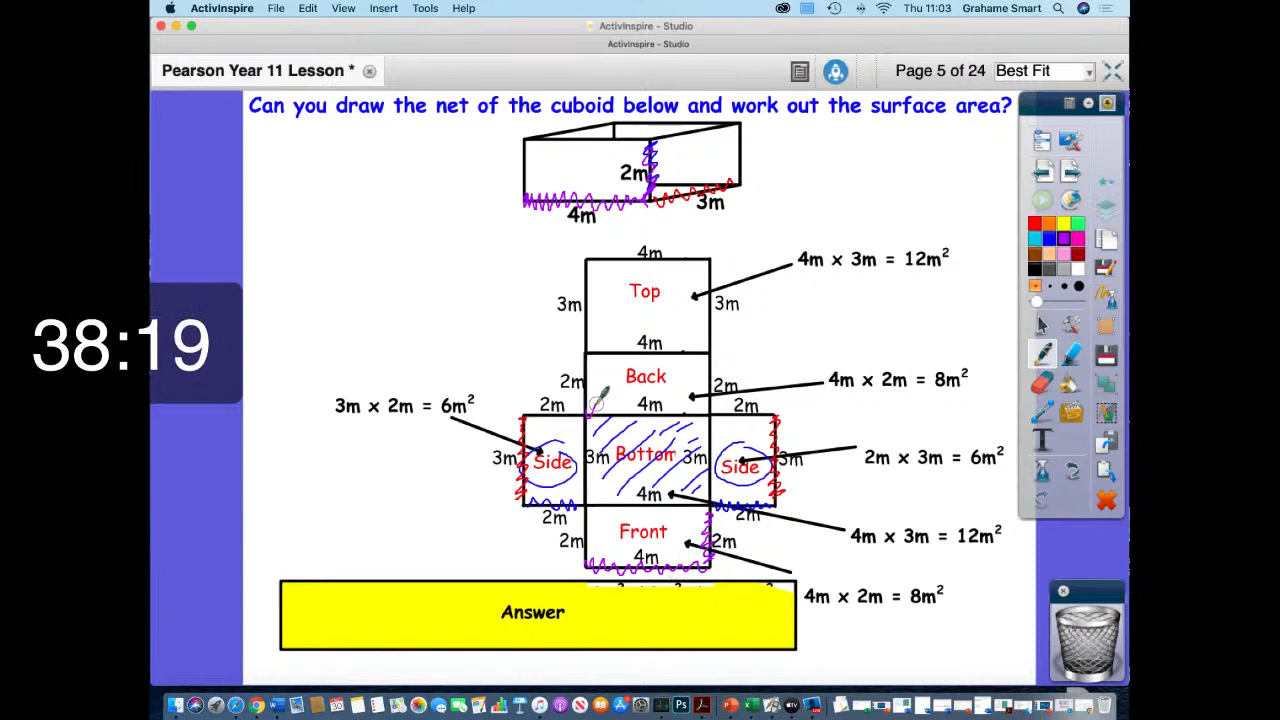 ActivInspire File Edit View Insert Tools Help Thu 11:03 Grahame Smart
ActivInspire - Studio
ActivInspire - Studio
Pearson Year 11 Lesson * Page 5 of 24 Best Fit
Can you draw the net of the cuboid below and work out the surface area?
2m
4m 3m
4m
4m x 3m = 12m²
Top
3m 3m
38:19
4m
Back
2m 2m
4m x 2m = 8m²
3m x 2m = 6m²
2m 4m 2m
3m Side 3m Bottom 3m Side 3m
2m x 3m = 6m²
4m
2m 2m
Front
2m 2m
4m x 3m = 12m²
4m
4m x 2m = 8m²
Answer